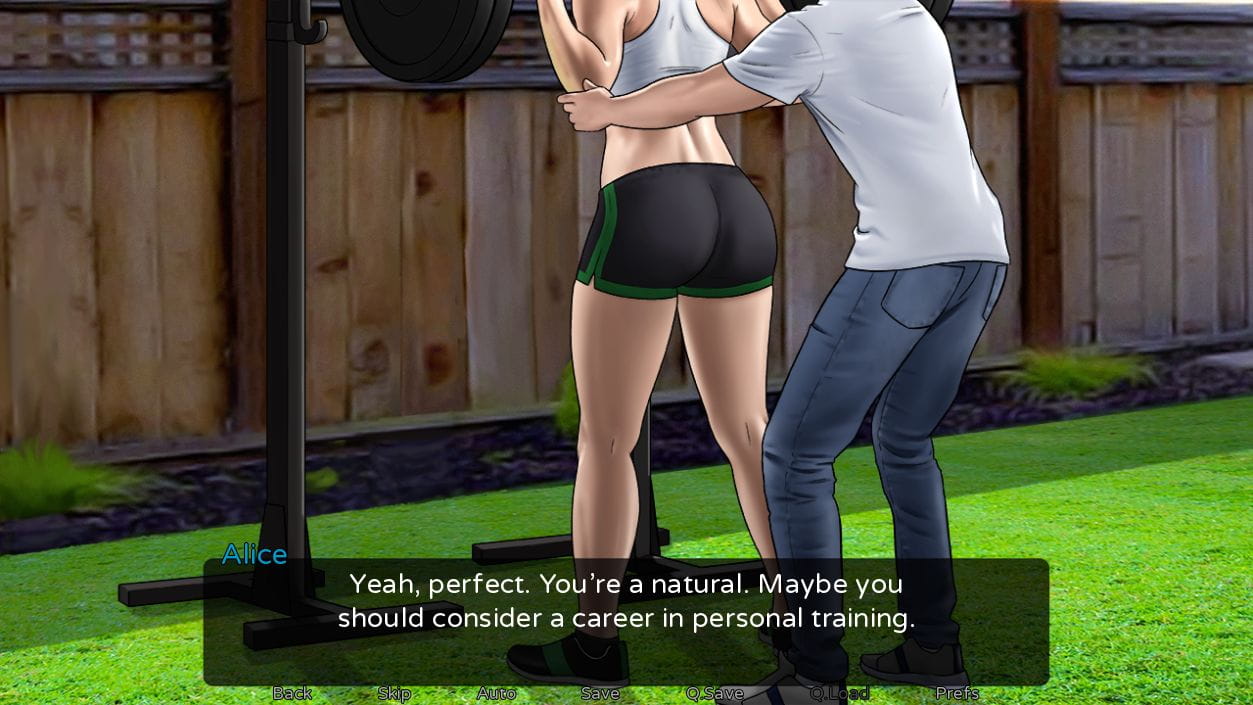 Alice
Yeah, perfect. You’re a natural. Maybe you
should consider a career in personal training.
Back Skip Auto Save Q.Save Q.Load Prefs